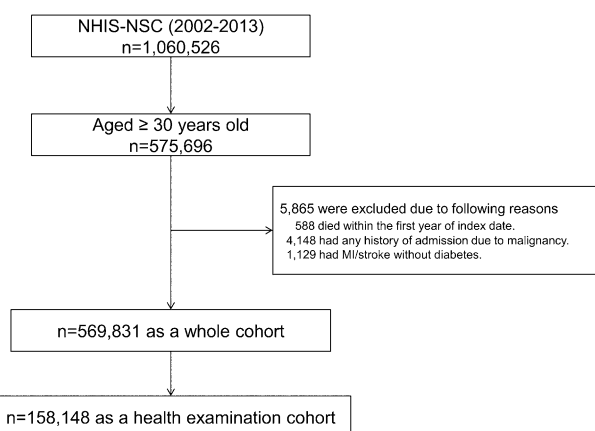 NHIS-NSC (2002-2013)
n=1,060,526
Aged ≥ 30 years old
n=575,696
5,865 were excluded due to following reasons
588 died within the first year of index date.
4,148 had any history of admission due to malignancy.
1,129 had MI/stroke without diabetes.
n=569,831 as a whole cohort
n=158,148 as a health examination cohort